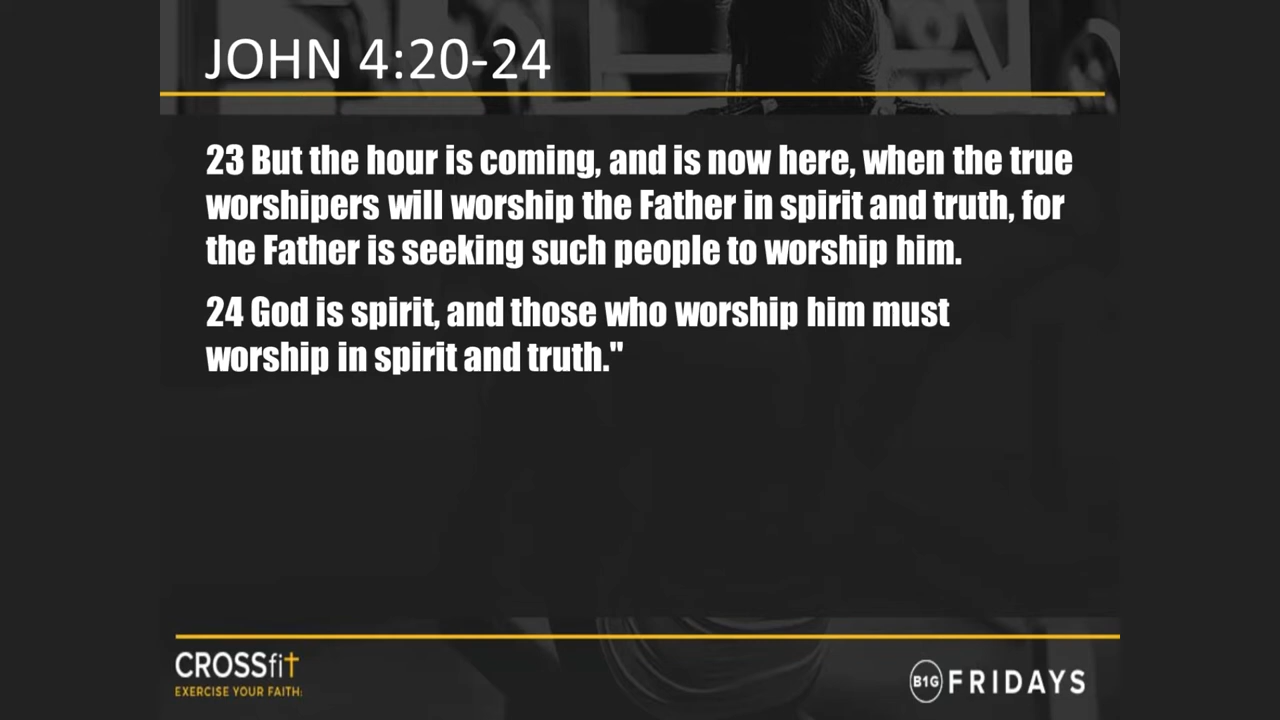 JOHN 4:20-24
23 But the hour is coming, and is now here, when the true
worshipers will worship the Father in spirit and truth, for
the Father is seeking such people to worship him.
24 God is spirit, and those who worship him must
worship in spirit and truth."
CROSSfit
EXERCISE YOUR FAITH:
B1G FRIDAYS